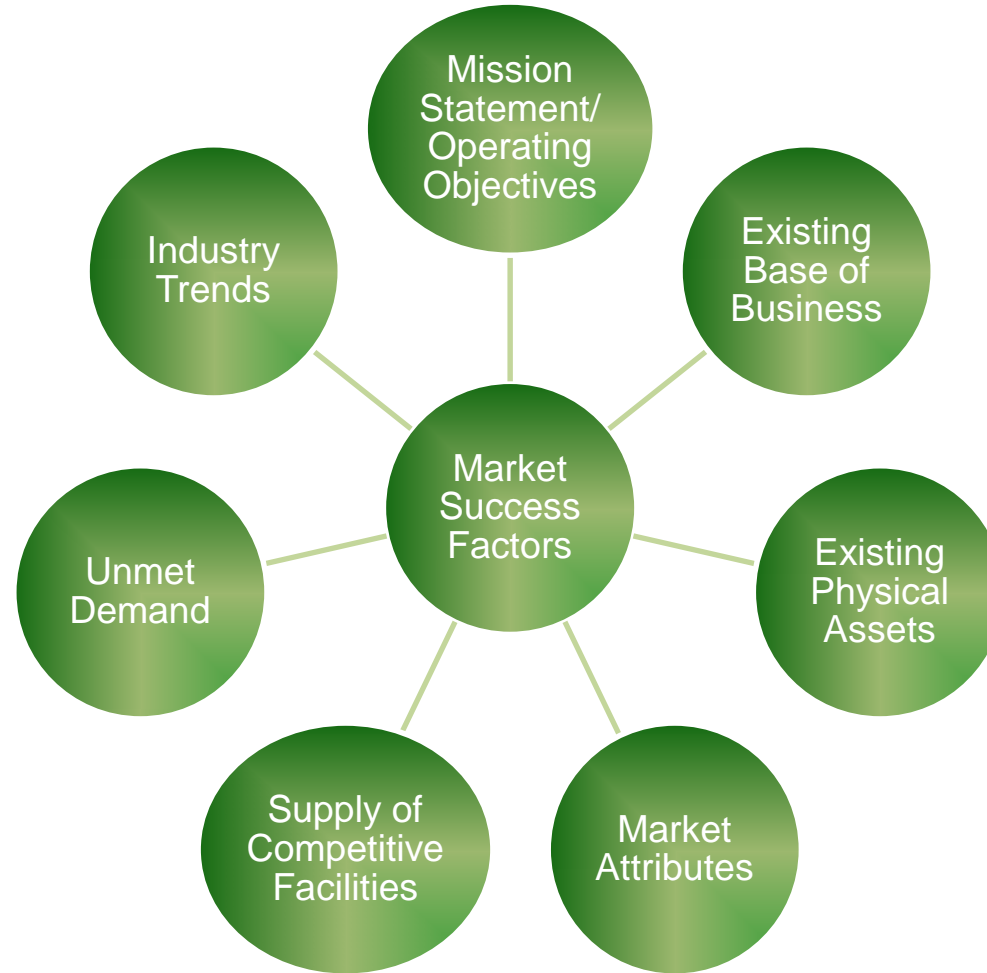 Mission
Statement/
Operating
Objectives
Existing
Base of
Business
Existing
Physical
Assets
Market
Attributes
Supply of
Competitive
Facilities
Unmet
Demand
Industry
Trends
Market
Success
Factors